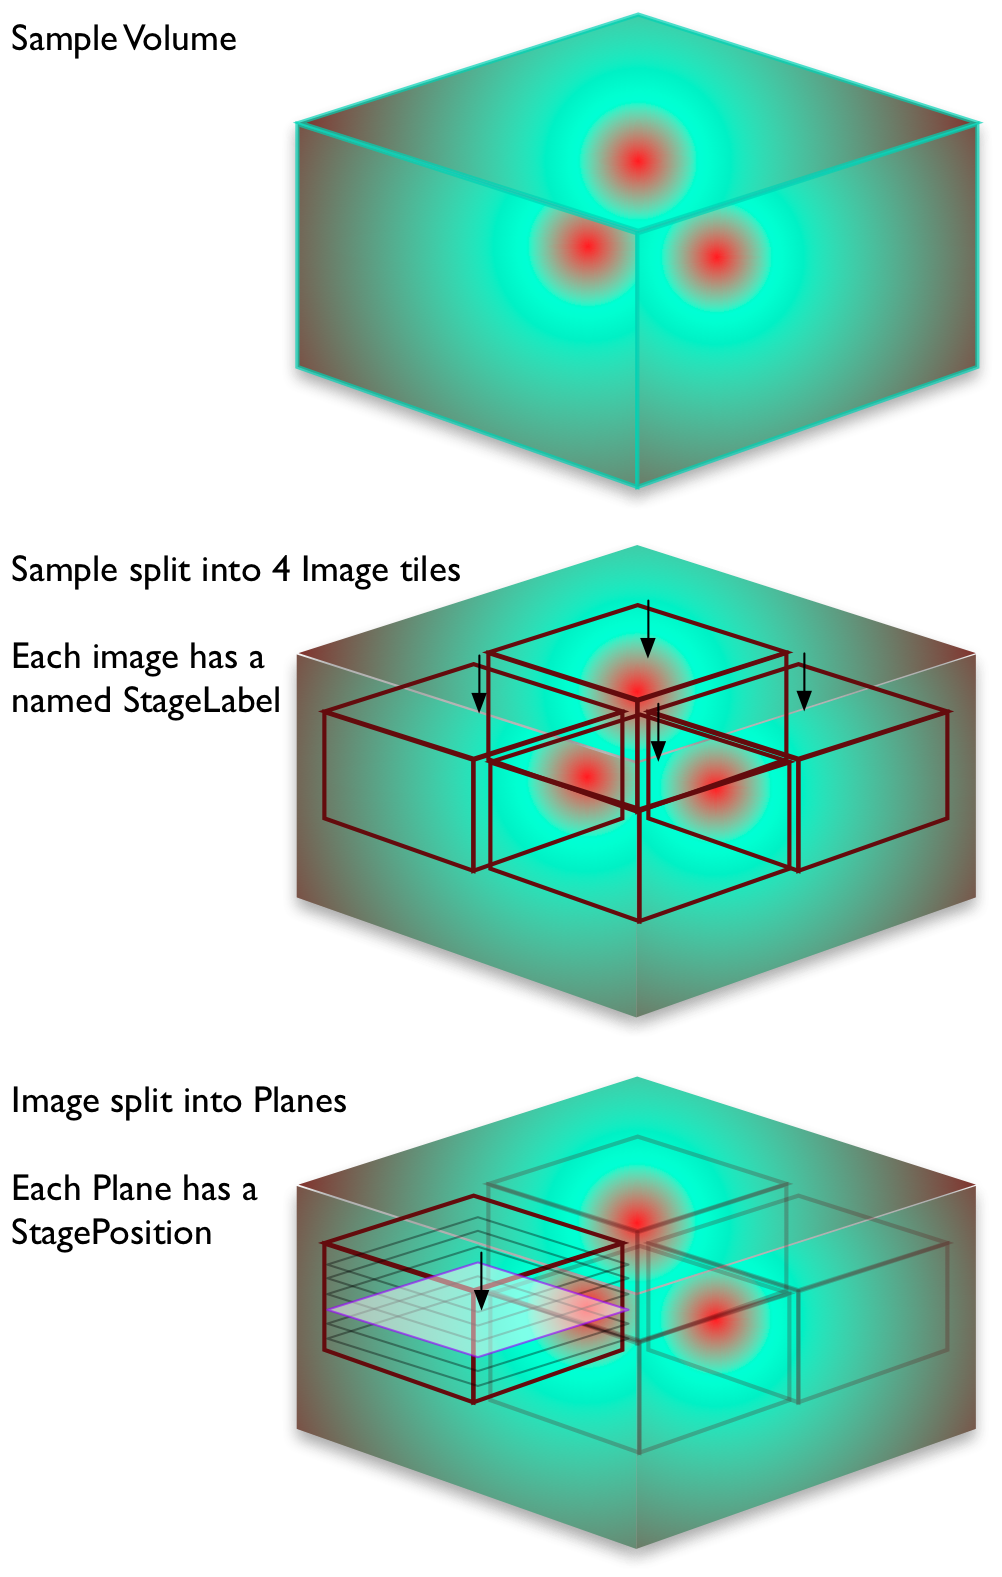 Sample Volume
Sample split into 4 Image tiles
Each image has a
named StageLabel
Image split into Planes
Each Plane has a
StagePosition